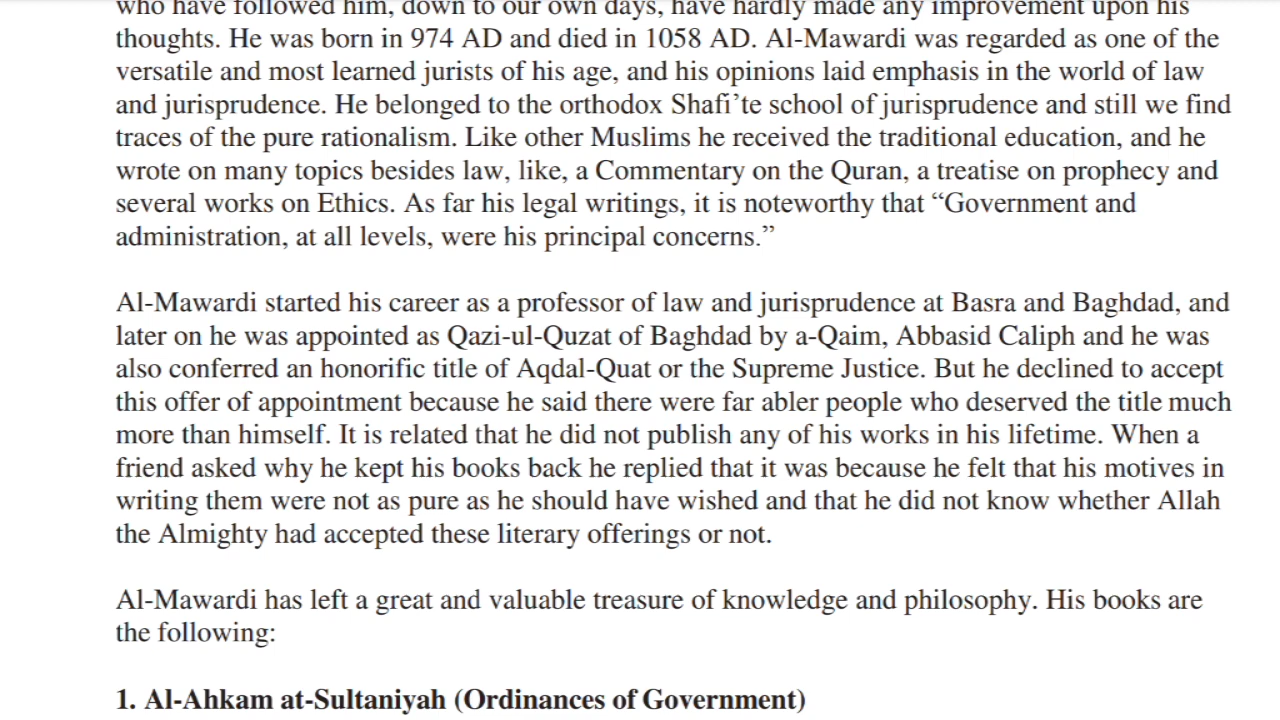 who have followed him, down to our own days, have hardly made any improvement upon his
thoughts. He was born in 974 AD and died in 1058 AD. Al-Mawardi was regarded as one of the
versatile and most learned jurists of his age, and his opinions laid emphasis in the world of law
and jurisprudence. He belonged to the orthodox Shafi’te school of jurisprudence and still we find
traces of the pure rationalism. Like other Muslims he received the traditional education, and he
wrote on many topics besides law, like, a Commentary on the Quran, a treatise on prophecy and
several works on Ethics. As far his legal writings, it is noteworthy that “Government and
administration, at all levels, were his principal concerns.”
Al-Mawardi started his career as a professor of law and jurisprudence at Basra and Baghdad, and
later on he was appointed as Qazi-ul-Quzat of Baghdad by a-Qaim, Abbasid Caliph and he was
also conferred an honorific title of Aqdal-Quat or the Supreme Justice. But he declined to accept
this offer of appointment because he said there were far abler people who deserved the title much
more than himself. It is related that he did not publish any of his works in his lifetime. When a
friend asked why he kept his books back he replied that it was because he felt that his motives in
writing them were not as pure as he should have wished and that he did not know whether Allah
the Almighty had accepted these literary offerings or not.
Al-Mawardi has left a great and valuable treasure of knowledge and philosophy. His books are
the following:
1. Al-Ahkam at-Sultaniyah (Ordinances of Government)